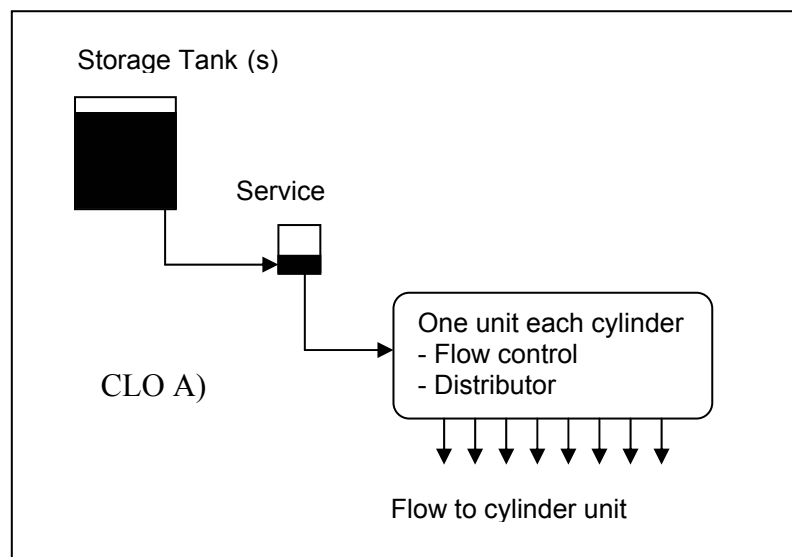 Storage Tank (s)
Service
One unit each cylinder
- Flow control
- Distributor
CLO A)
Flow to cylinder unit